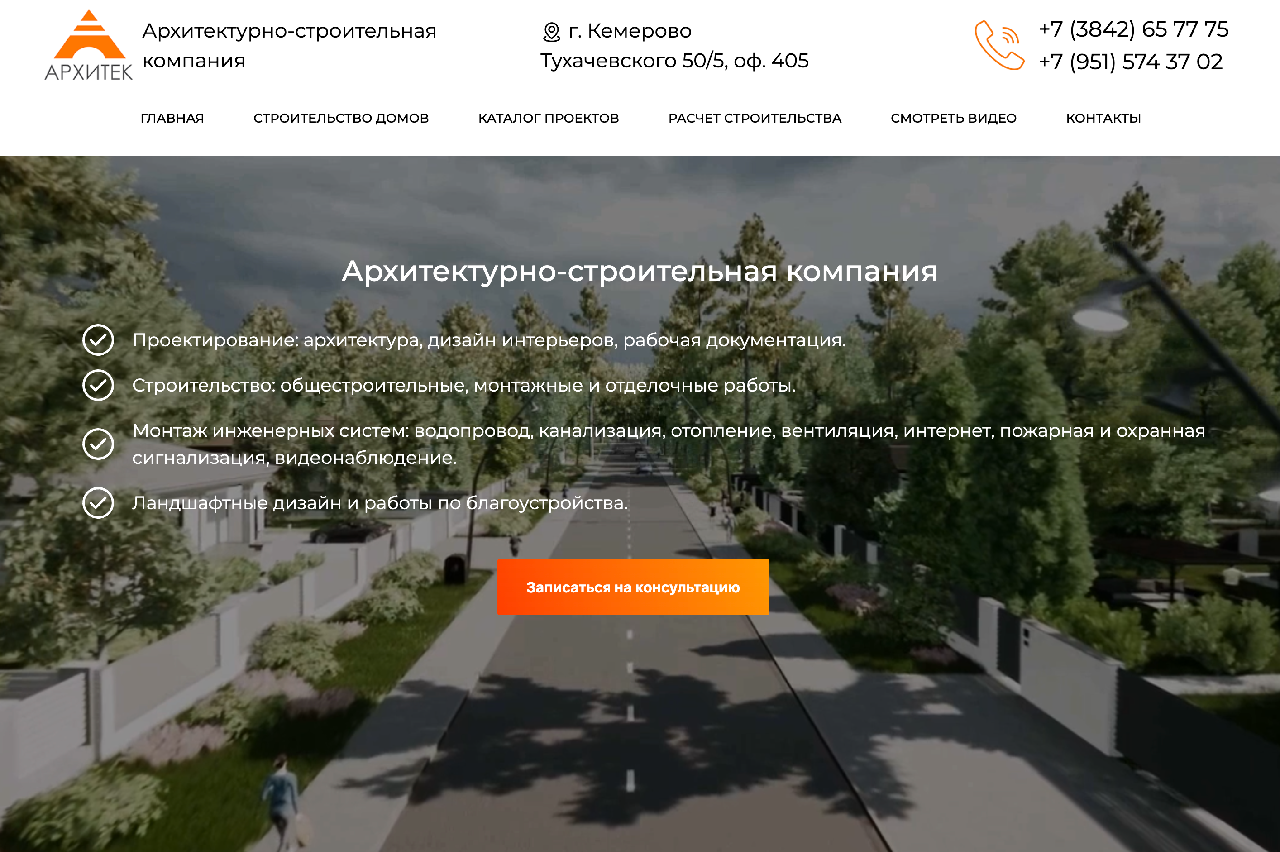 АРХИТЕК
Архитектурно-строительная
компания
г. Кемерово
Тухачевского 50/5, оф. 405
+7 (3842) 65 77 75
+7 (951) 574 37 02
ГЛАВНАЯ
СТРОИТЕЛЬСТВО ДОМОВ
КАТАЛОГ ПРОЕКТОВ
РАСЧЕТ СТРОИТЕЛЬСТВА
СМОТРЕТЬ ВИДЕО
КОНТАКТЫ
Архитектурно-строительная компания
Проектирование: архитектура, дизайн интерьеров, рабочая документация.
Строительство: общестроительные, монтажные и отделочные работы.
Монтаж инженерных систем: водопровод, канализация, отопление, вентиляция, интернет, пожарная и охранная
сигнализация, видеонаблюдение.
Ландшафтные дизайн и работы по благоустройства.
Записаться на консультацию